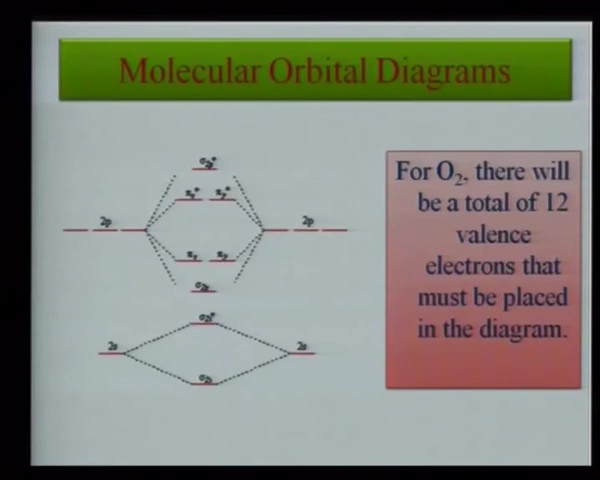 Molecular Orbital Diagrams
For O₂, there will
be a total of 12
valence
electrons that
must be placed
in the diagram.
2p
2p
2s
2s